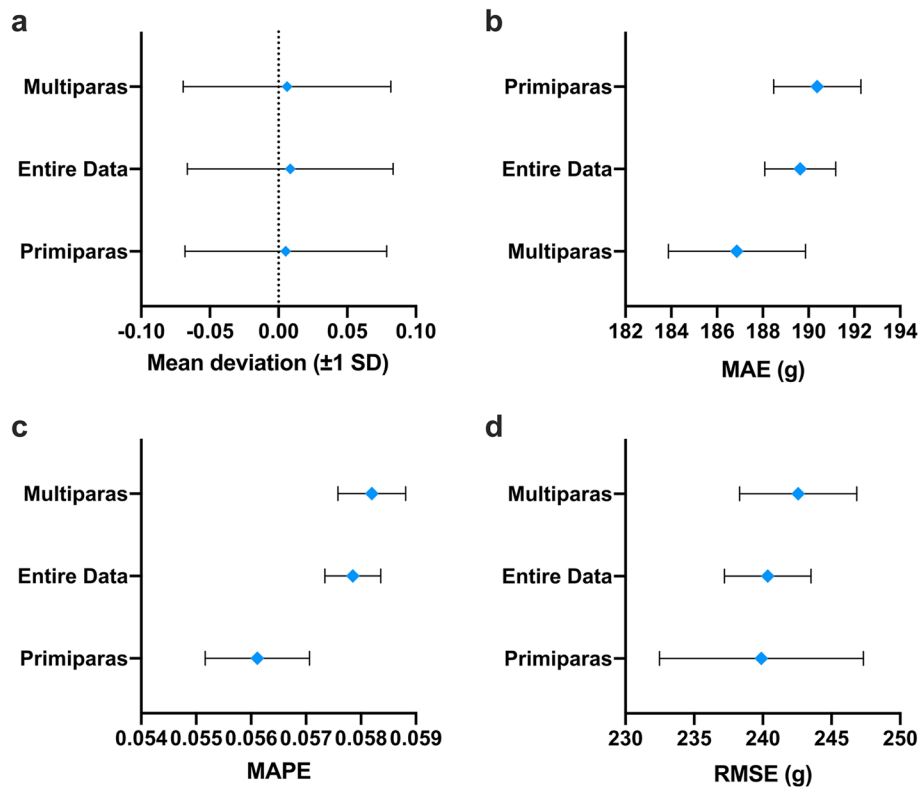 a
Multiparas
Entire Data
Primiparas
-0.10 -0.05 0.00 0.05 0.10
Mean deviation (±1 SD)
b
Primiparas
Entire Data
Multiparas
182 184 186 188 190 192 194
MAE (g)
c
Multiparas
Entire Data
Primiparas
0.054 0.055 0.056 0.057 0.058 0.059
MAPE
d
Multiparas
Entire Data
Primiparas
230 235 240 245 250
RMSE (g)